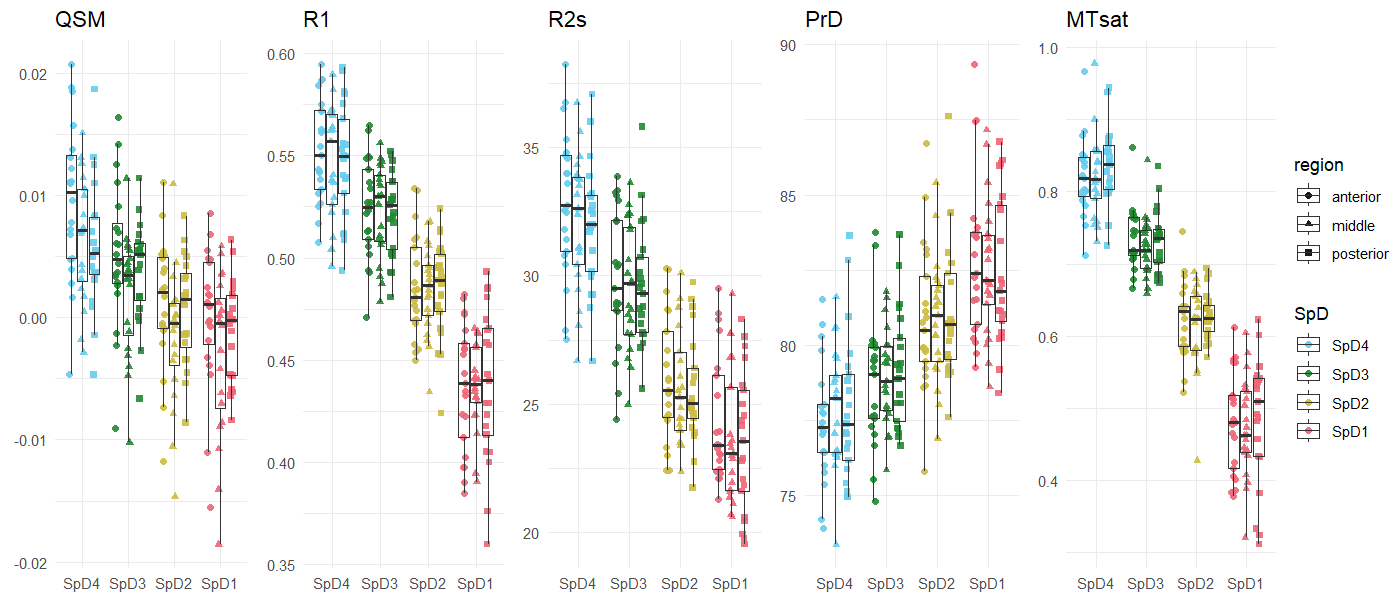 QSM
0.02
0.01
0.00
-0.01
-0.02
SpD4 SpD3 SpD2 SpD1
R1
0.60
0.55
0.50
0.45
0.40
0.35
SpD4 SpD3 SpD2 SpD1
R2s
35
30
25
20
SpD4 SpD3 SpD2 SpD1
PrD
90
85
80
75
SpD4 SpD3 SpD2 SpD1
MTsat
1.0
0.8
0.6
0.4
SpD4 SpD3 SpD2 SpD1
region
anterior
middle
posterior
SpD
SpD4
SpD3
SpD2
SpD1